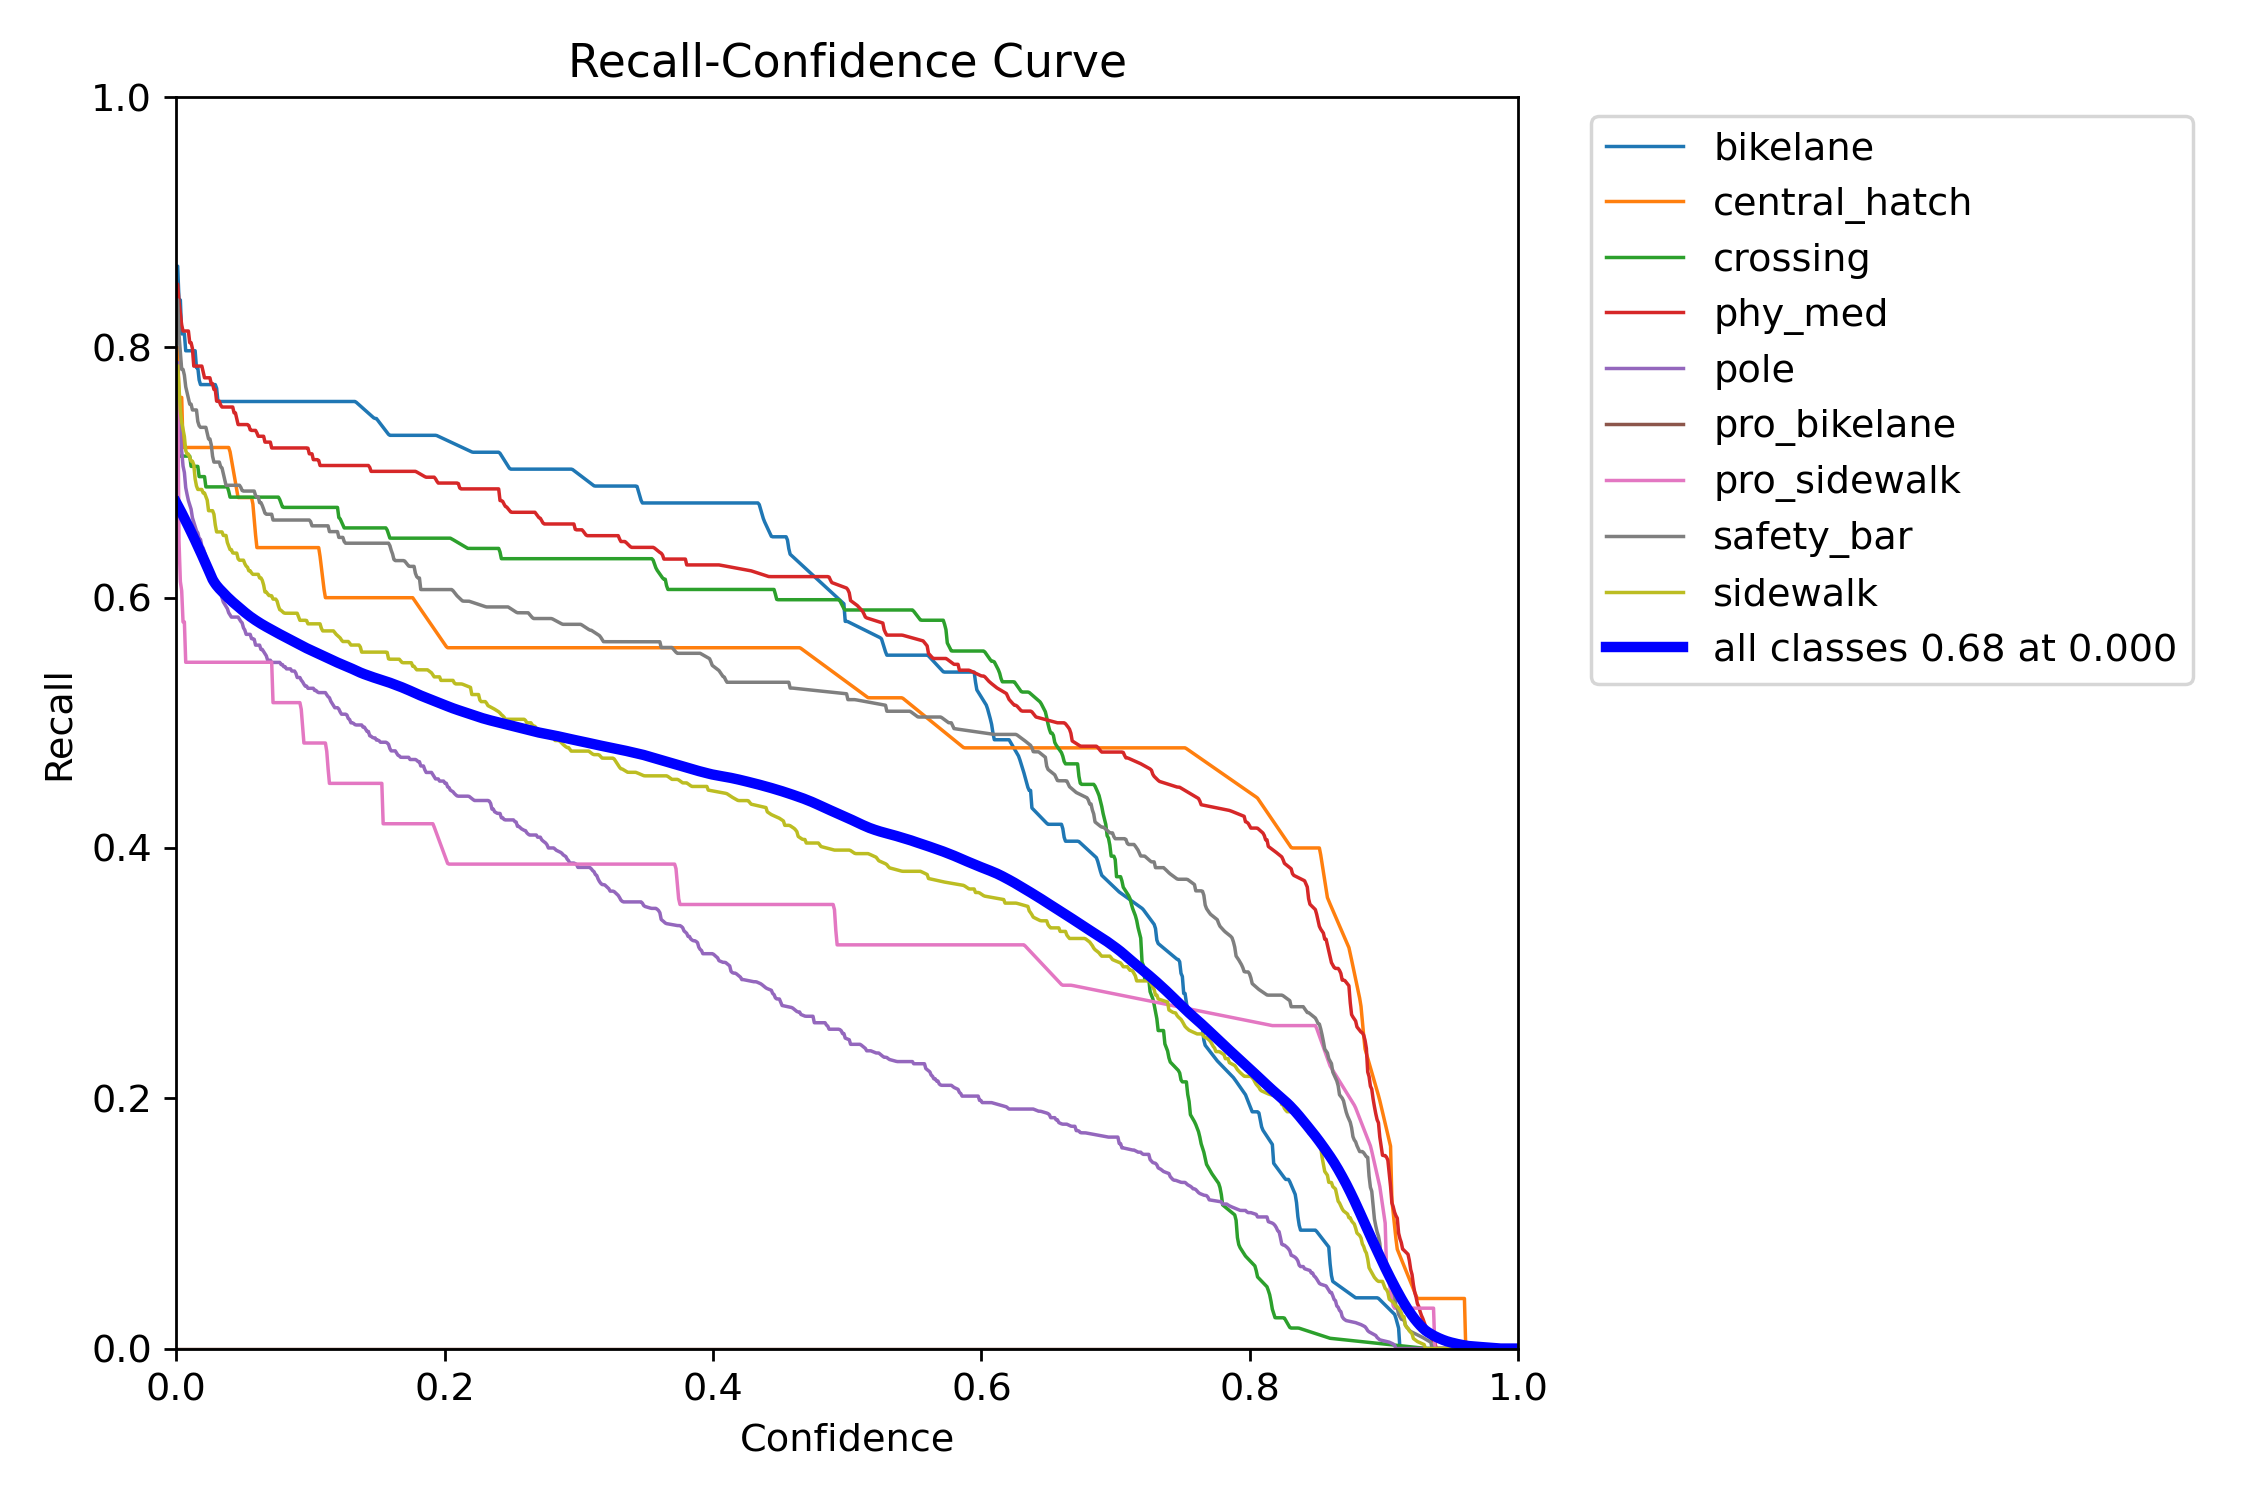 Recall-Confidence Curve
1.0
0.8
0.6
0.4
0.2
0.0
Recall
0.0 0.2 0.4 0.6 0.8 1.0
Confidence
bikelane
central_hatch
crossing
phy_med
pole
pro_bikelane
pro_sidewalk
safety_bar
sidewalk
all classes 0.68 at 0.000